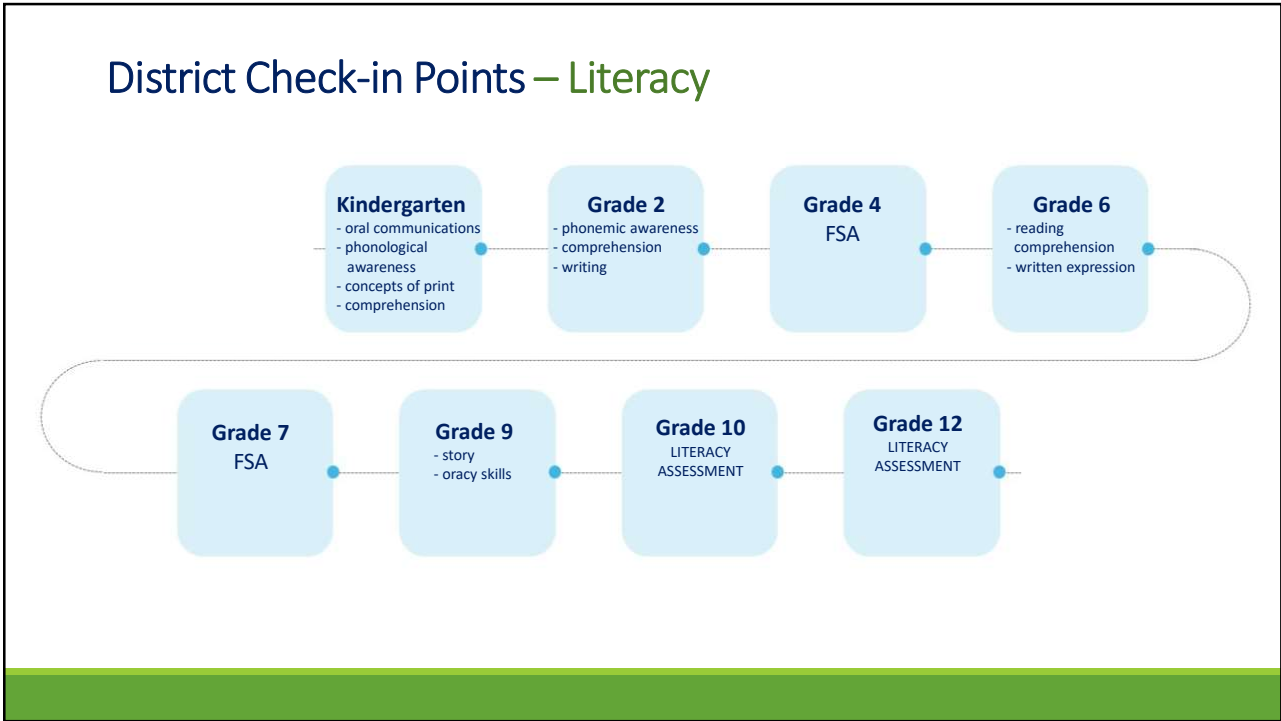 District Check-in Points – Literacy
Kindergarten
- oral communications
- phonological
awareness
- concepts of print
- comprehension
Grade 2
- phonemic awareness
- comprehension
- writing
Grade 4
FSA
Grade 6
- reading
comprehension
- written expression
Grade 7
FSA
Grade 9
- story
- oracy skills
Grade 10
LITERACY
ASSESSMENT
Grade 12
LITERACY
ASSESSMENT